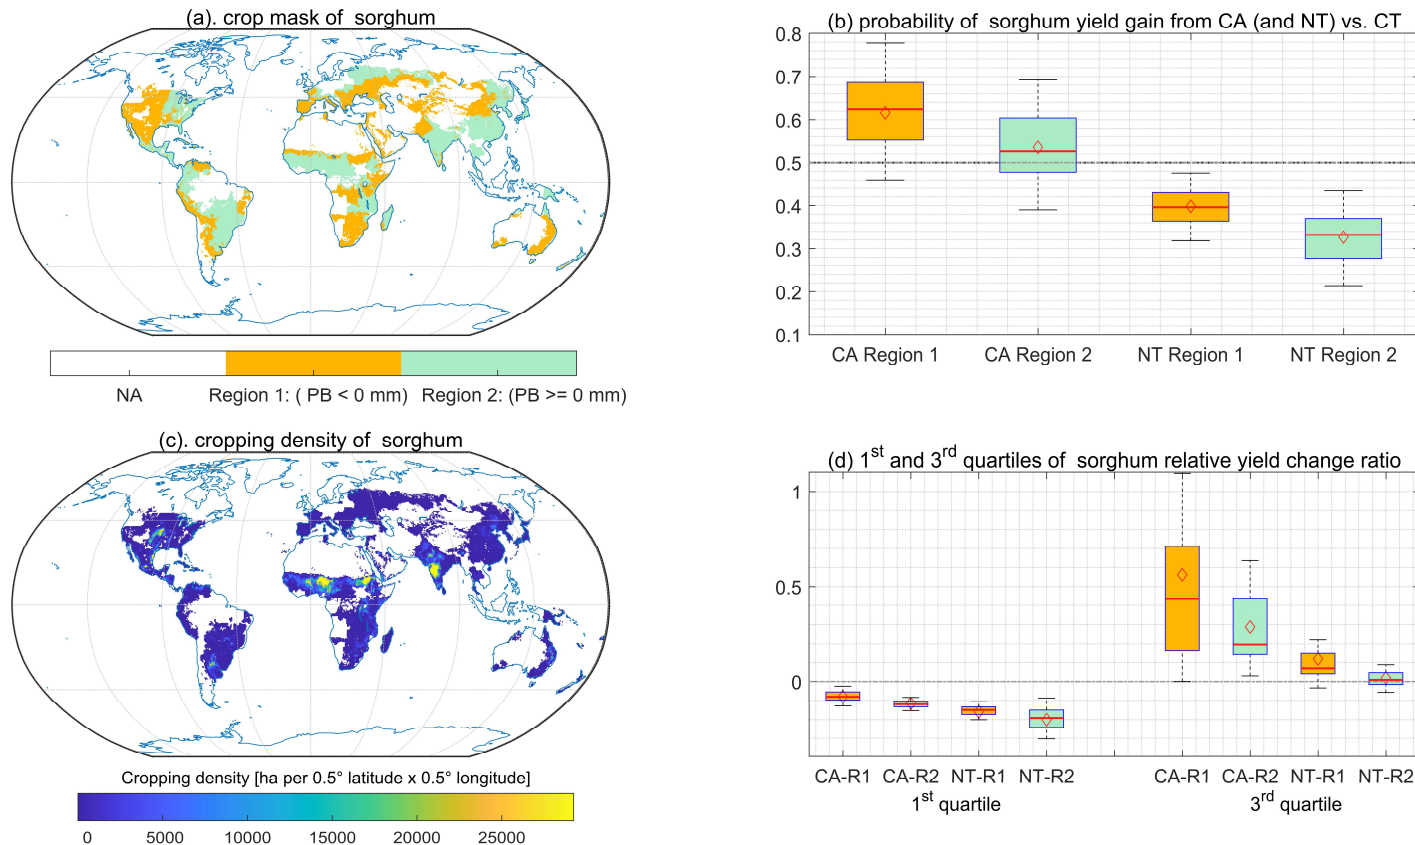 (a). crop mask of sorghum
NA
Region 1: ( PB < 0 mm)
Region 2: (PB >= 0 mm)
(b) probability of sorghum yield gain from CA (and NT) vs. CT
0.8
0.7
0.6
0.5
0.4
0.3
0.2
0.1
CA Region 1
CA Region 2
NT Region 1
NT Region 2
(c). cropping density of sorghum
Cropping density [ha per 0.5° latitude x 0.5° longitude]
0 5000 10000 15000 20000 25000
(d) 1st and 3rd quartiles of sorghum relative yield change ratio
1
0.5
0
CA-R1 CA-R2 NT-R1 NT-R2 CA-R1 CA-R2 NT-R1 NT-R2
1st quartile 3rd quartile